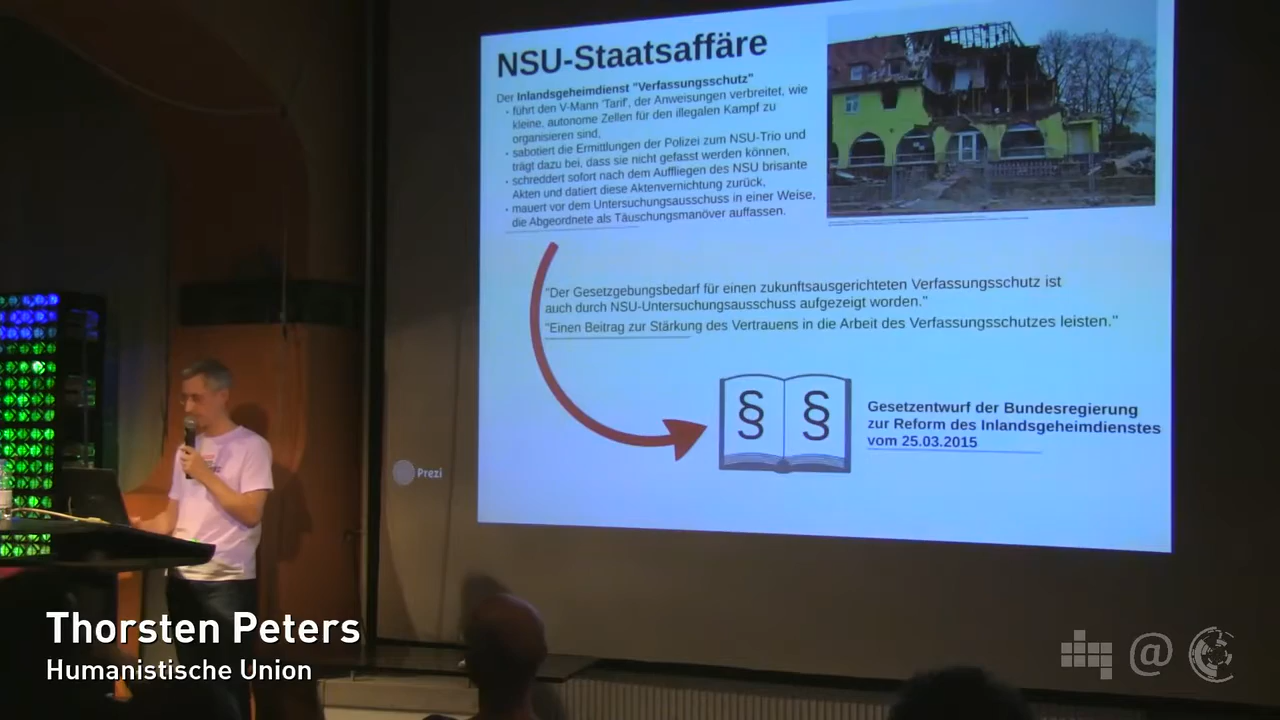 NSU-Staatsaffäre
Der Inlandsgeheimdienst "Verfassungsschutz"
- führt den V-Mann 'Tarif', der Anweisungen verbreitet, wie
kleine, autonome Zellen für den illegalen Kampf zu
organisieren sind,
- sabotiert die Ermittlungen der Polizei zum NSU-Trio und
trägt dazu bei, dass sie nicht gefasst werden können,
- schreddert sofort nach dem Auffliegen des NSU brisante
Akten und datiert diese Aktenvernichtung zurück,
- mauert vor dem Untersuchungsausschuss in einer Weise,
die Abgeordnete als Täuschungsmanöver auffassen.
"Der Gesetzgebungsbedarf für einen zukunftsausgerichteten Verfassungsschutz ist
auch durch NSU-Untersuchungsausschuss aufgezeigt worden."
"Einen Beitrag zur Stärkung des Vertrauens in die Arbeit des Verfassungsschutzes leisten."
§ §
Gesetzentwurf der Bundesregierung
zur Reform des Inlandsgeheimdienstes
vom 25.03.2015
Prezi
Thorsten Peters
Humanistische Union
@